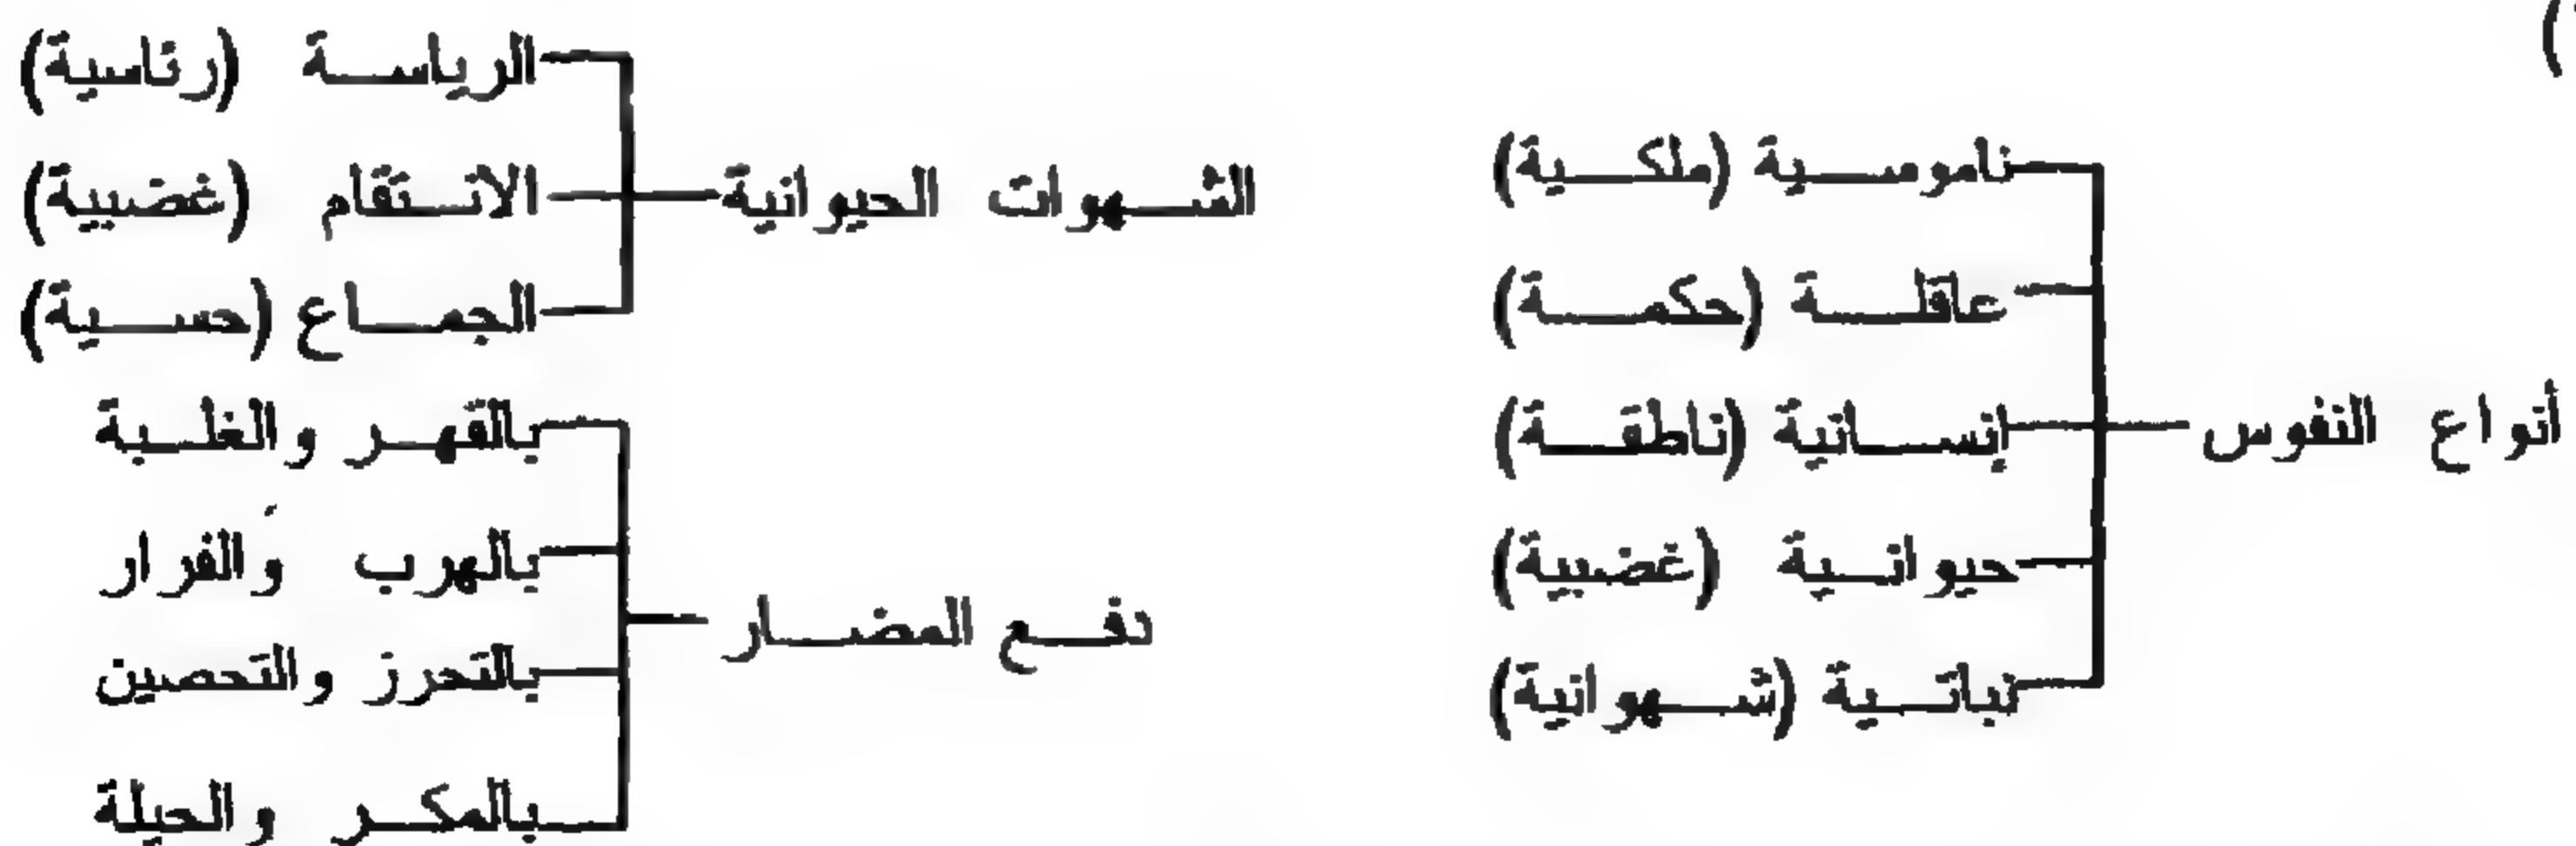 أنواع النفوس
ناموسية (ملكية)
عاقلة (حكمة)
إنسانية (ناطقة)
حيوانية (غضبية)
نباتية (شهوانية)
الشهوات الحيوانية
الرياسة (رئاسية)
الانتقام (غضبية)
الجماع (حسية)
دفع المضار
بالقهر والغلبة
بالهرب والفرار
بالتحرز والتحصين
بالمكر والحيلة